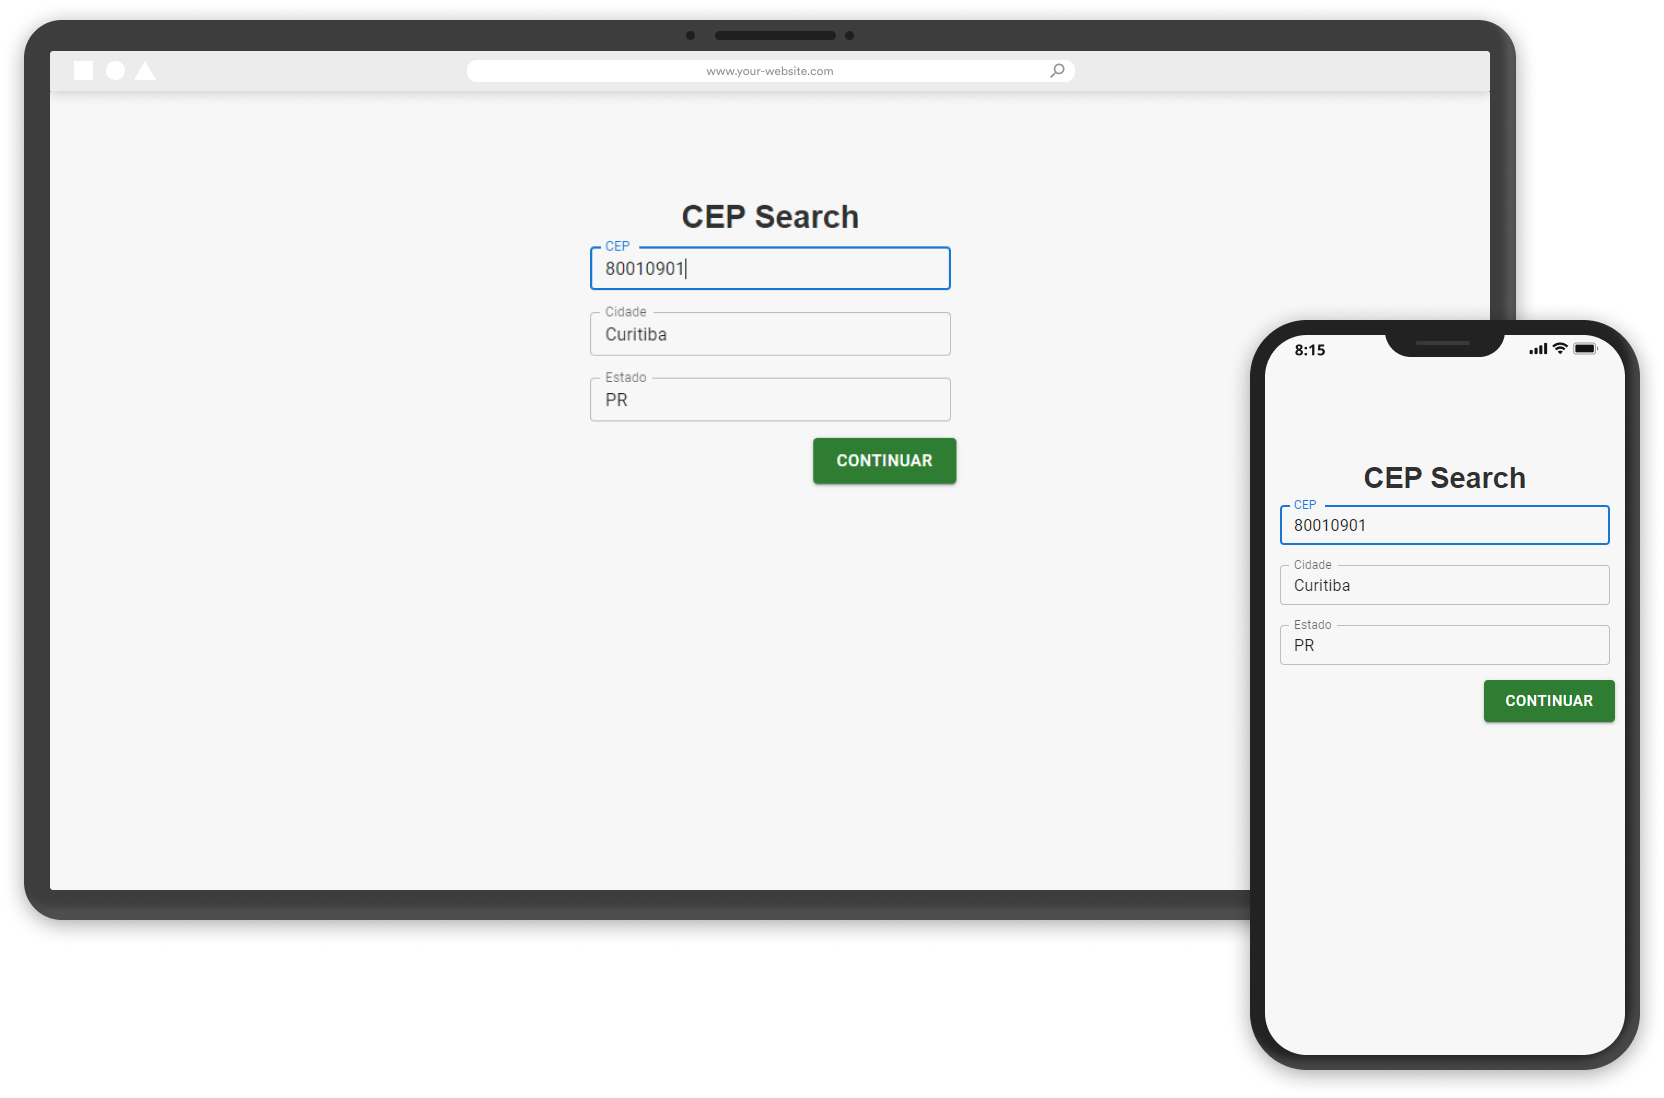 www.your-website.com
CEP Search
CEP
80010901
Cidade
Curitiba
Estado
PR
CONTINUAR
8:15
CEP Search
CEP
80010901
Cidade
Curitiba
Estado
PR
CONTINUAR